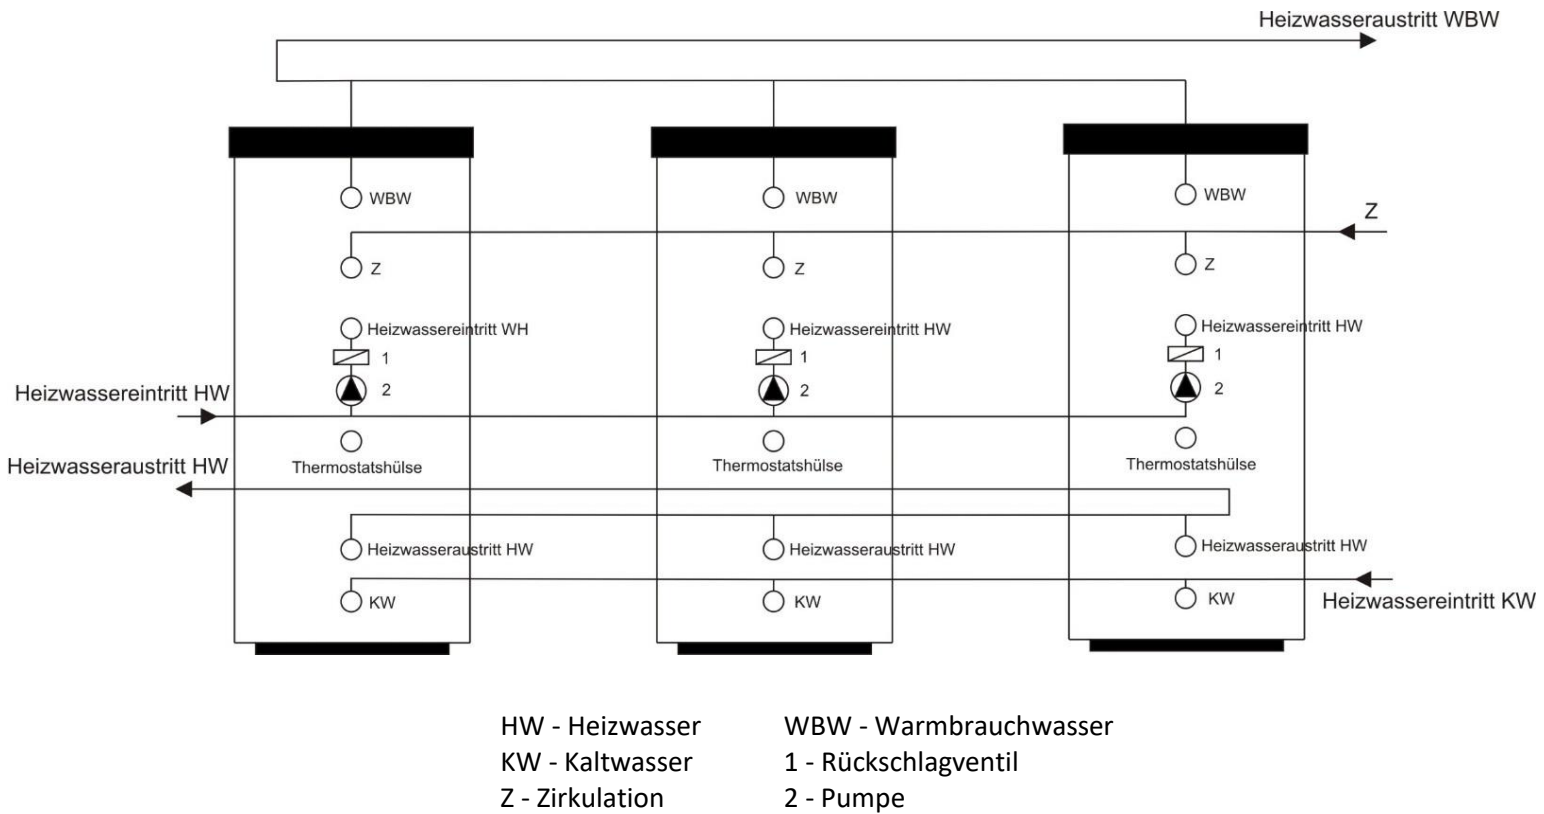 Heizwasseraustritt WBW
WBW
WBW
WBW
Z
Z
Z
Z
Heizwassereintritt WH
Heizwassereintritt HW
Heizwassereintritt HW
1
1
1
Heizwassereintritt HW
2
2
2
Heizwasseraustritt HW
Thermostatshülse
Thermostatshülse
Thermostatshülse
Heizwasseraustritt HW
Heizwasseraustritt HW
Heizwasseraustritt HW
KW
KW
KW
Heizwassereintritt KW
HW - Heizwasser
WBW - Warmbrauchwasser
KW - Kaltwasser
1 - Rückschlagventil
Z - Zirkulation
2 - Pumpe